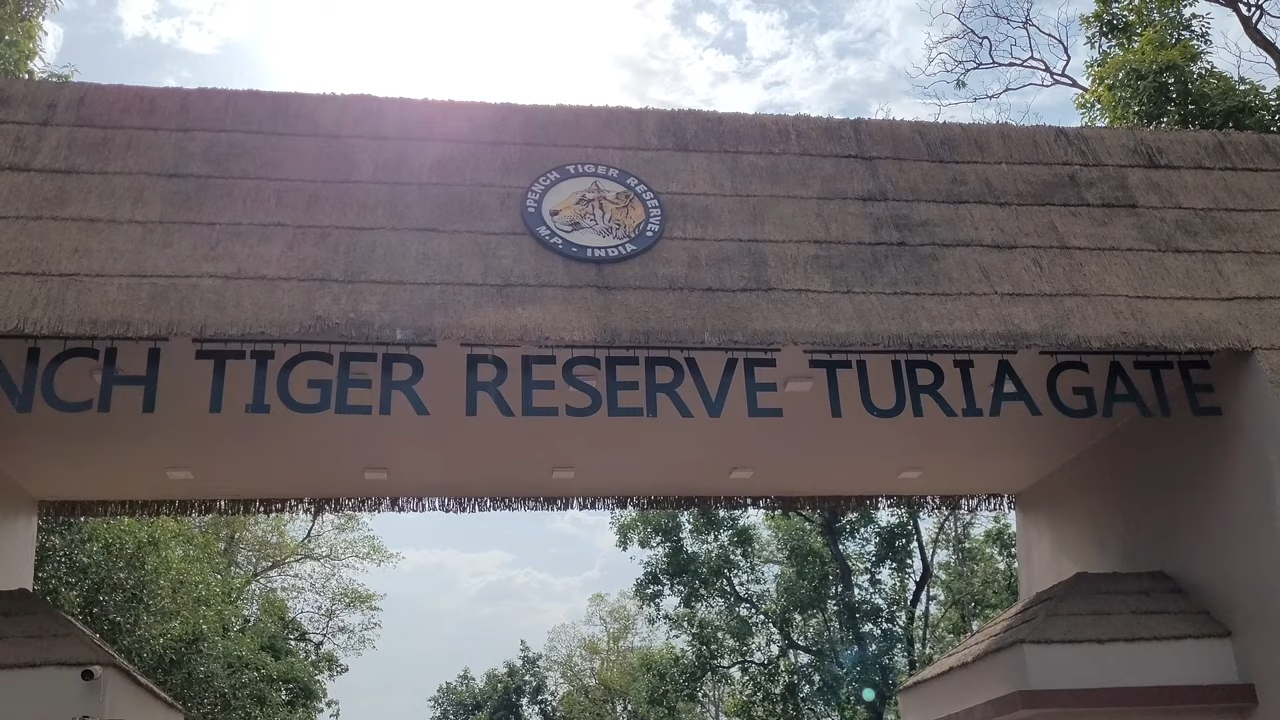 PENCH TIGER RESERVE
M.P. - INDIA
NCH TIGER RESERVE TURIA GATE